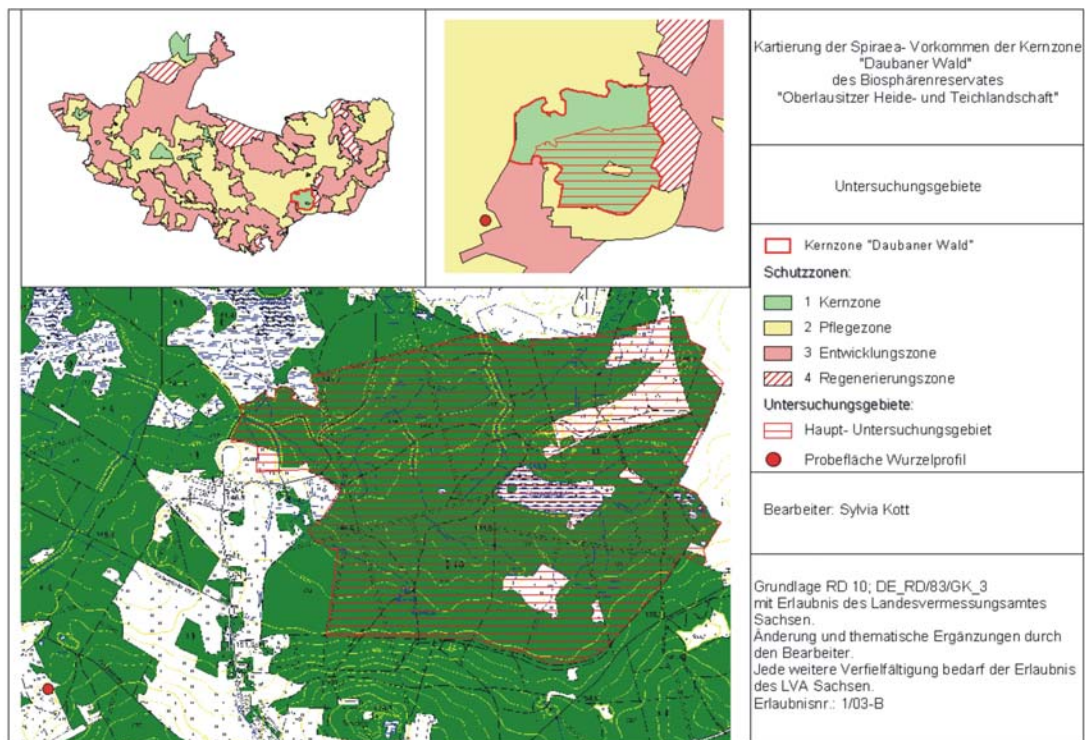 Kartierung der Spiraea- Vorkommen der Kernzone
"Daubaner Wald"
des Biosphärenreservates
"Oberlausitzer Heide- und Teichlandschaft"
Untersuchungsgebiete
Kernzone "Daubaner Wald"
Schutzzonen:
1 Kernzone
2 Pflegezone
3 Entwicklungszone
4 Regenerierungszone
Untersuchungsgebiete:
Haupt- Untersuchungsgebiet
Probefläche Wurzelprofil
Bearbeiter: Sylvia Kott
Grundlage RD 10; DE_RD/83/GK_3
mit Erlaubnis des Landesvermessungsamtes
Sachsen.
Änderung und thematische Ergänzungen durch
den Bearbeiter.
Jede weitere Verfielfältigung bedarf der Erlaubnis
des LVA Sachsen.
Erlaubnisnr.: 1/03-B